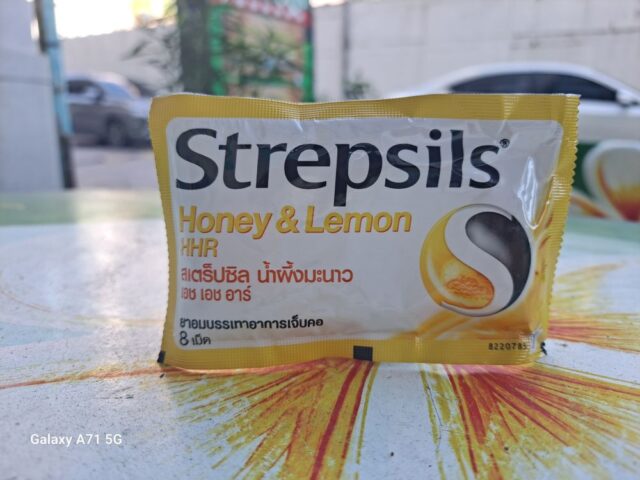 Strepsils®
Honey & Lemon
HHR
สเตร็ปซิล น้ำผึ้งมะนาว
เอช เอช อาร์
ยาอมบรรเทาอาการเจ็บคอ
8 เม็ด
Galaxy A71 5G